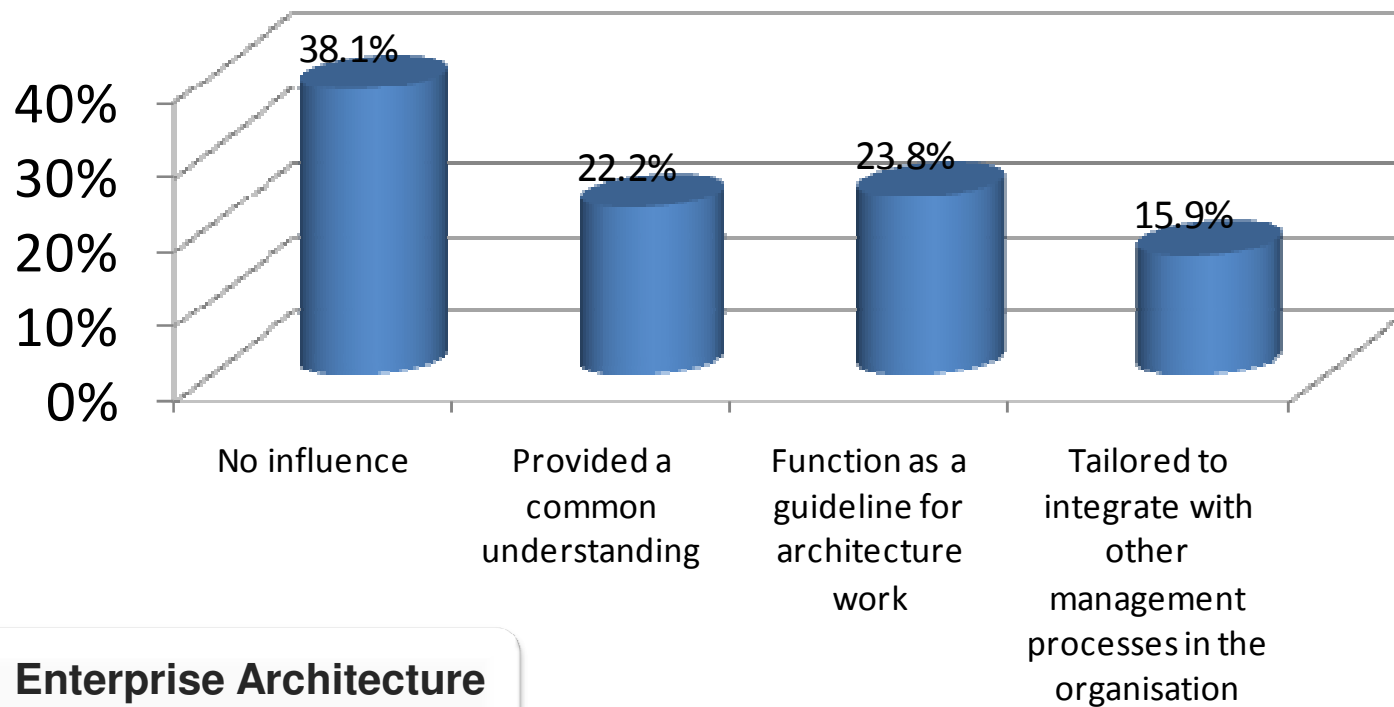 38.1%
22.2%
23.8%
15.9%
40%
30%
20%
10%
0%
No influence
Provided a
common
understanding
Function as a
guideline for
architecture
work
Tailored to
integrate with
other
management
processes in the
organisation
Enterprise Architecture